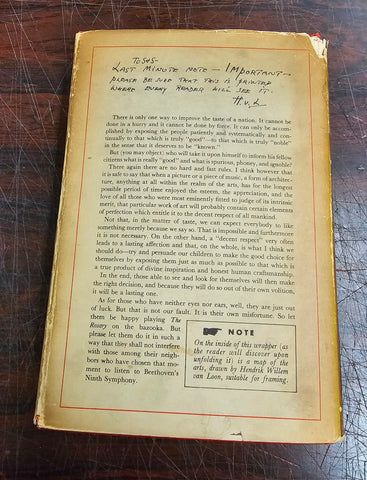 TO S&S-
LAST MINUTE NOTE - IMPORTANT -
PLEASE BE SURE THAT THIS IS PRINTED
WHERE EVERY READER WILL SEE IT.
H.v.L
There is only one way to improve the taste of a nation. It cannot be
done in a hurry and it cannot be done by force. It can only be accom-
plished by exposing the people patiently and systematically and con-
tinually to that which is truly "good"—to that which is truly "noble"
in the sense that it deserves to be "known."
But (you may object) who will take it upon himself to inform his fellow
citizens what is really "good" and what is spurious, phony, and ignoble?
There again there are no hard and fast rules. I think however that
it is safe to say that when a picture or a piece of music, a form of architec-
ture, anything at all within the realm of the arts, has for the longest
possible period of time enjoyed the esteem, the appreciation, and the
love of all those who were most eminently fitted to judge of its intrinsic
merit, that particular work of art will probably contain certain elements
of perfection which entitle it to the decent respect of all mankind.
Not that, in the matter of taste, we can expect everybody to like
something merely because we say so. That is impossible and furthermore
it is not necessary. On the other hand, a "decent respect" very often
leads to a lasting affection and that, on the whole, is what I think we
should do—try and persuade our children to make the good choice for
themselves by exposing them just as much as possible to that which is
a true product of divine inspiration and honest human craftsmanship.
In the end, those able to see and look for themselves will then make
the right decision, and because they will do so out of their own volition,
it will be a lasting one.
As for those who have neither eyes nor ears, well, they are just out
of luck. But that is not our fault. It is their own misfortune. So let
them be happy playing The
Rosary on the bazooka. But
please let them do it in such a
way that they shall not interfere
with those among their neigh-
bors who have chosen that mo-
ment to listen to Beethoven's
Ninth Symphony.
☛ NOTE
On the inside of this wrapper (as
the reader will discover upon
unfolding it) is a map of the
arts, drawn by Hendrik Willem
van Loon, suitable for framing.